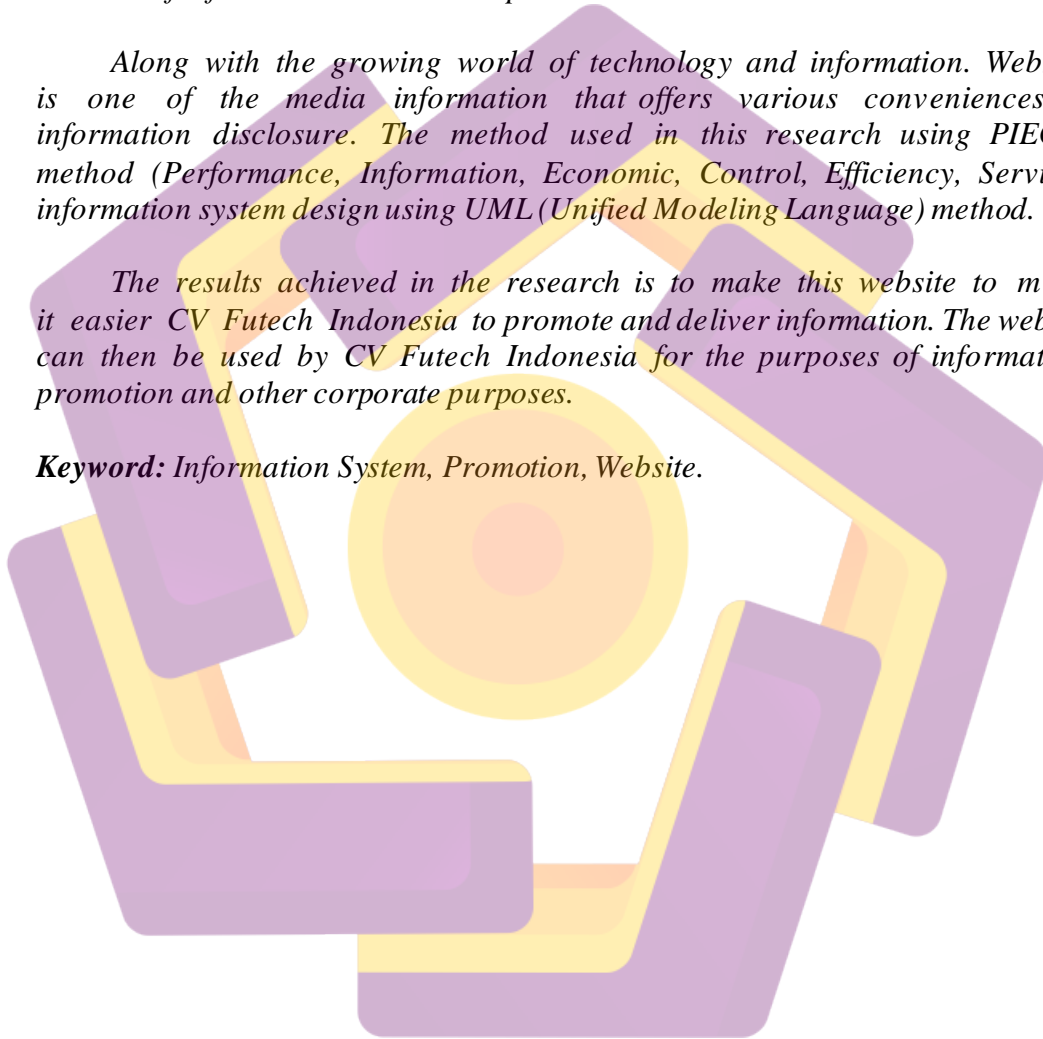 Along with the growing world of technology and information. Web
is one of the media information that offers various conveniences
information disclosure. The method used in this research using PIE
method (Performance, Information, Economic, Control, Efficiency, Servi
information system design using UML (Unified Modeling Language) method.
The results achieved in the research is to make this website to m
it easier CV Futech Indonesia to promote and deliver information. The web
can then be used by CV Futech Indonesia for the purposes of informat
promotion and other corporate purposes.
Keyword: Information System, Promotion, Website.